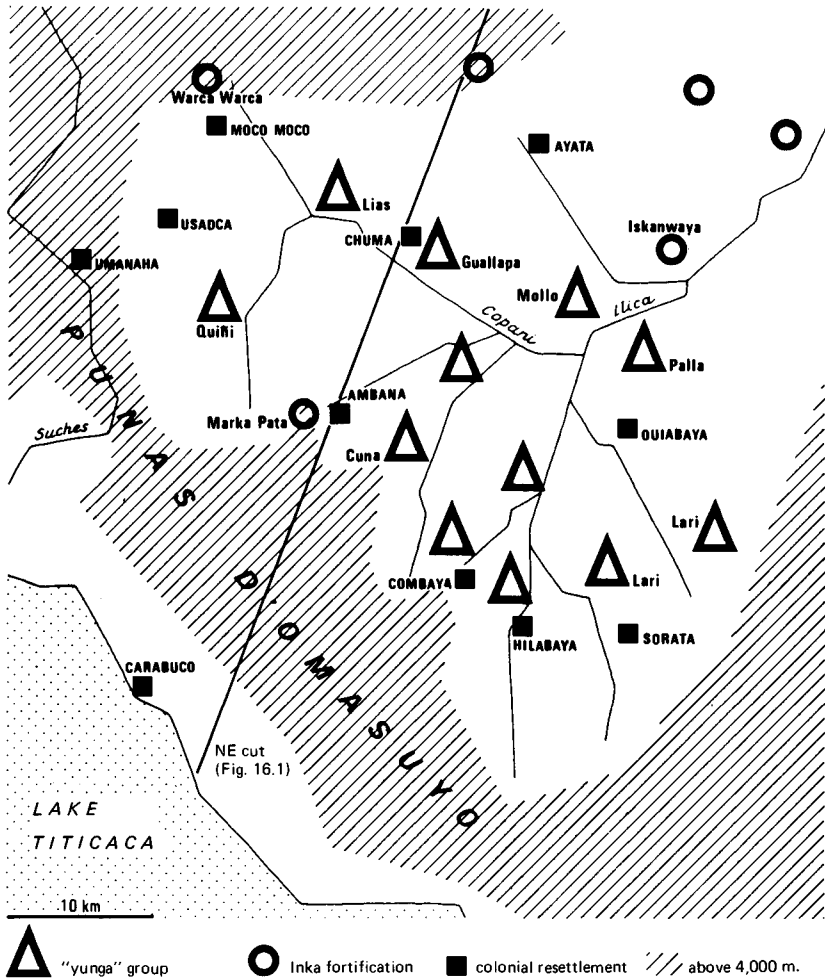 Warca Warca
MOCO MOCO
AYATA
Lias
USADCA
Iskanwaya
CHUMA
Guallapa
UMANAHA
Mollo
Ilica
Quiñi
Copani
Palla
AMBANA
Marka Pata
OUIABAYA
Suches
Cuna
Lari
COMBAYA
Lari
HILABAYA
SORATA
PUNAS D.OMASUYO
CARABUCO
NE cut
(Fig. 16.1)
LAKE
TITICACA
10 km
"yunga" group
Inka fortification
colonial resettlement
above 4,000 m.